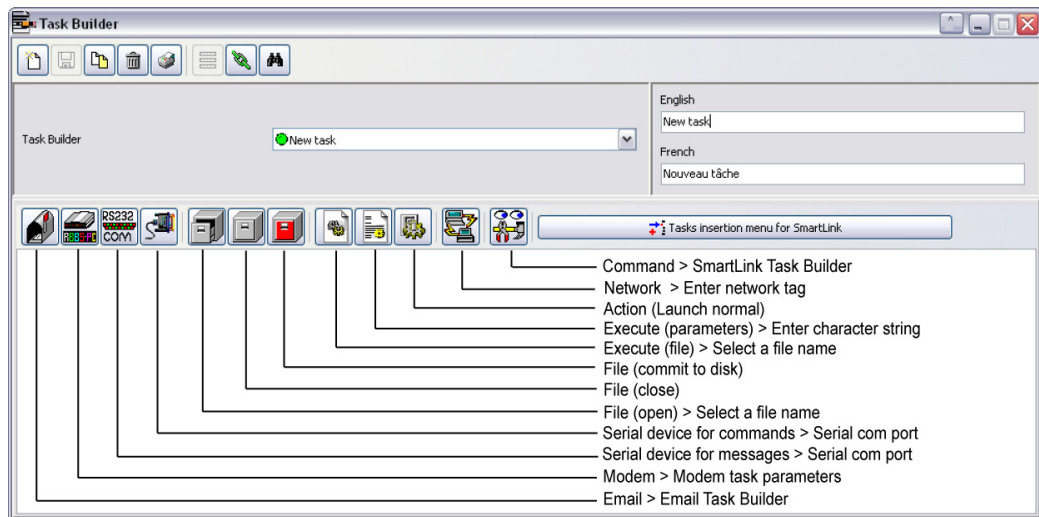 Task Builder
English
New task
Task Builder
New task
French
Nouveau tâche
RS232
COM
Tasks insertion menu for SmartLink
Command > SmartLink Task Builder
Network > Enter network tag
Action (Launch normal)
Execute (parameters) > Enter character string
Execute (file) > Select a file name
File (commit to disk)
File (close)
File (open) > Select a file name
Serial device for commands > Serial com port
Serial device for messages > Serial com port
Modem > Modem task parameters
Email > Email Task Builder